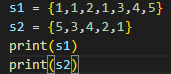 s1 = {1,1,2,1,3,4,5}
s2 = {5,3,4,2,1}
print(s1)
print(s2)